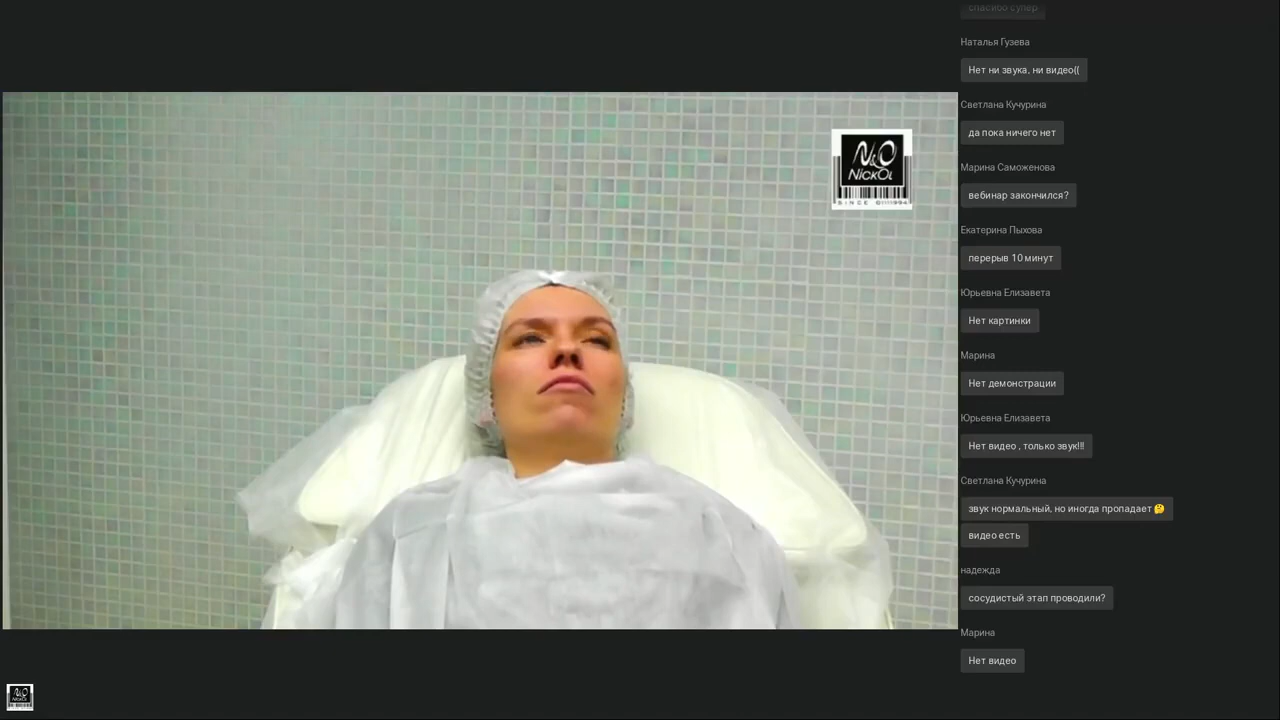 NICKOL
SINCE 01111994
спасибо супер
Наталья Гузева
Нет ни звука, ни видео((
Светлана Кучурина
да пока ничего нет
Марина Саможенова
вебинар закончился?
Екатерина Пыхова
перерыв 10 минут
Юрьевна Елизавета
Нет картинки
Марина
Нет демонстрации
Юрьевна Елизавета
Нет видео , только звук!!!
Светлана Кучурина
звук нормальный, но иногда пропадает 🤔
видео есть
надежда
сосудистый этап проводили?
Марина
Нет видео